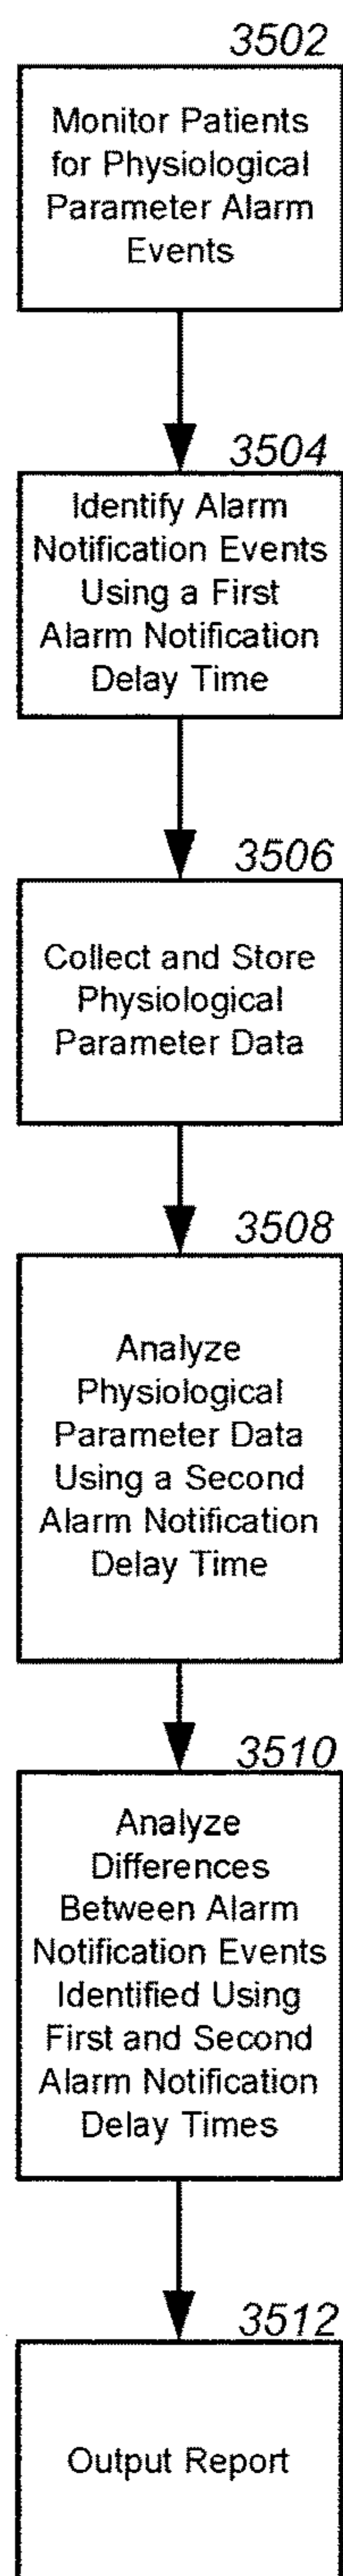 3502
Monitor Patients
for Physiological
Parameter Alarm
Events
3504
Identify Alarm
Notification Events
Using a First
Alarm Notification
Delay Time
3506
Collect and Store
Physiological
Parameter Data
3508
Analyze
Physiological
Parameter Data
Using a Second
Alarm Notification
Delay Time
3510
Analyze
Differences
Between Alarm
Notification Events
Identified Using
First and Second
Alarm Notification
Delay Times
3512
Output Report